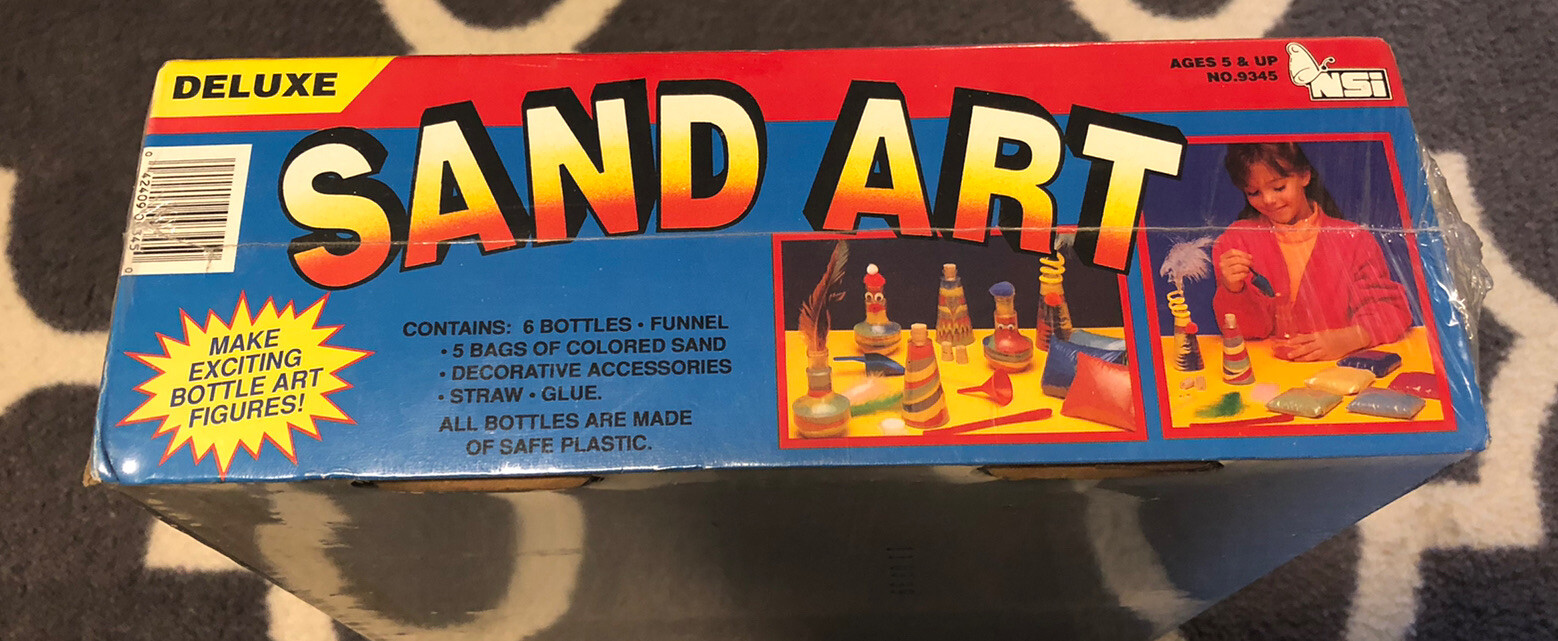 DELUXE
SAND ART
AGES 5 & UP
NO.9345
NSi
MAKE
EXCITING
BOTTLE ART
FIGURES!
CONTAINS: 6 BOTTLES • FUNNEL
• 5 BAGS OF COLORED SAND
• DECORATIVE ACCESSORIES
• STRAW • GLUE.
ALL BOTTLES ARE MADE
OF SAFE PLASTIC.